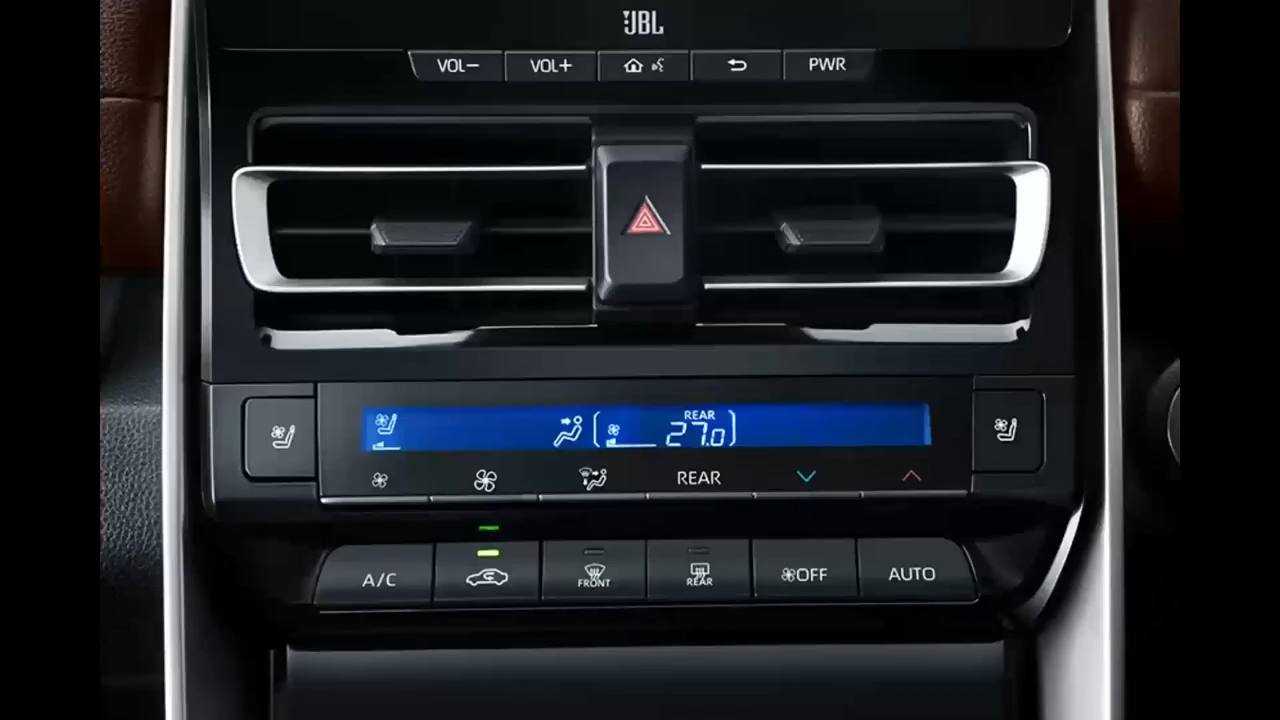 JBL
VOL− VOL+ PWR
REAR
27.0
REAR
A/C FRONT REAR OFF AUTO